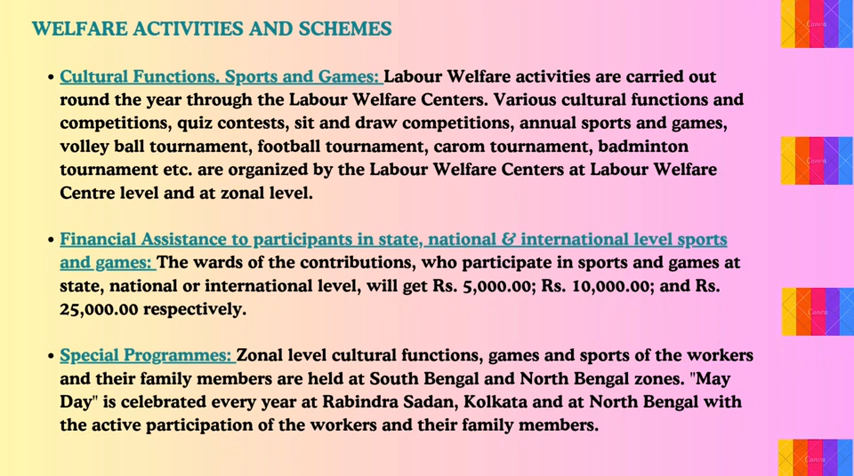 WELFARE ACTIVITIES AND SCHEMES
• Cultural Functions. Sports and Games: Labour Welfare activities are carried out
round the year through the Labour Welfare Centers. Various cultural functions and
competitions, quiz contests, sit and draw competitions, annual sports and games,
volley ball tournament, football tournament, carom tournament, badminton
tournament etc. are organized by the Labour Welfare Centers at Labour Welfare
Centre level and at zonal level.
• Financial Assistance to participants in state, national & international level sports
and games: The wards of the contributions, who participate in sports and games at
state, national or international level, will get Rs. 5,000.00; Rs. 10,000.00; and Rs.
25,000.00 respectively.
• Special Programmes: Zonal level cultural functions, games and sports of the workers
and their family members are held at South Bengal and North Bengal zones. "May
Day" is celebrated every year at Rabindra Sadan, Kolkata and at North Bengal with
the active participation of the workers and their family members.
Canva
Canva
Canva
Canva